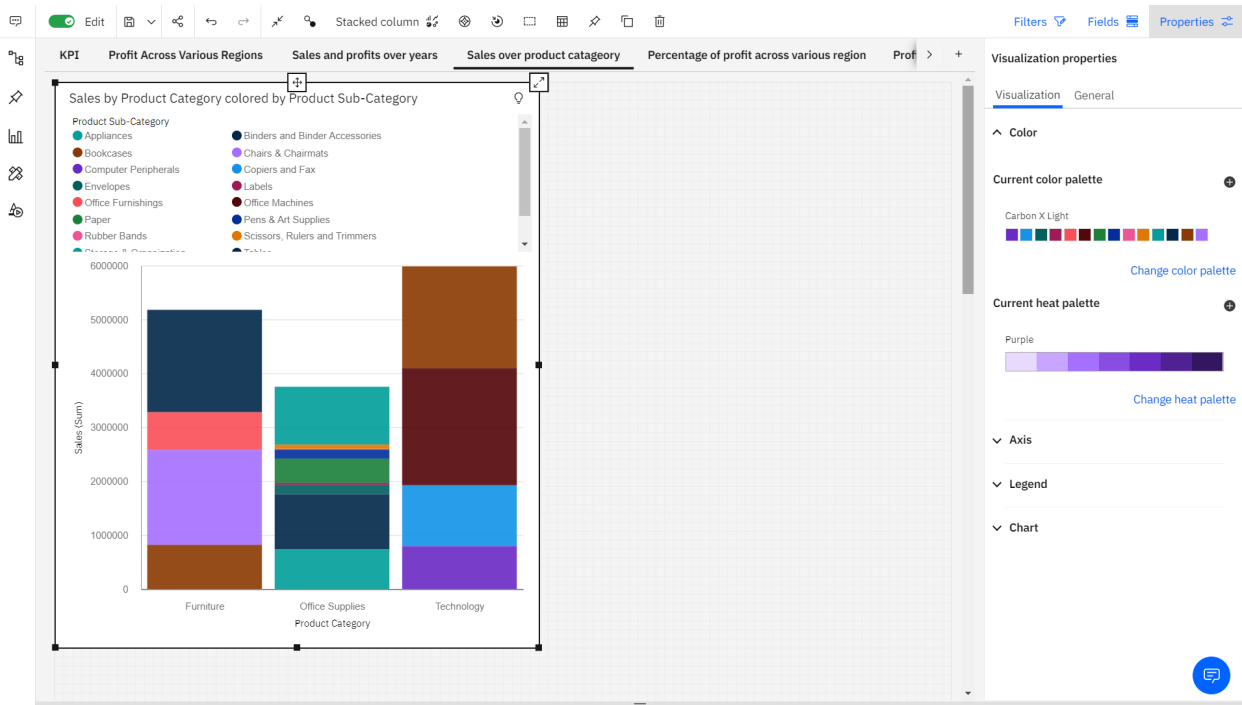 Edit
Stacked column
Filters
Fields
Properties
KPI
Profit Across Various Regions
Sales and profits over years
Sales over product catageory
Percentage of profit across various region
Prof
+
Visualization properties
Visualization
General
Sales by Product Category colored by Product Sub-Category
Product Sub-Category
Appliances
Binders and Binder Accessories
Bookcases
Chairs & Chairmats
Computer Peripherals
Copiers and Fax
Envelopes
Labels
Office Furnishings
Office Machines
Paper
Pens & Art Supplies
Rubber Bands
Scissors, Rulers and Trimmers
Storage & Organization
Tables
6000000
5000000
4000000
3000000
2000000
1000000
0
Sales (Sum)
Furniture
Office Supplies
Technology
Product Category
Color
Current color palette
Carbon X Light
Change color palette
Current heat palette
Purple
Change heat palette
Axis
Legend
Chart